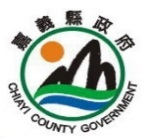 嘉義縣政府
CHIAYI COUNTY GOVERNMENT